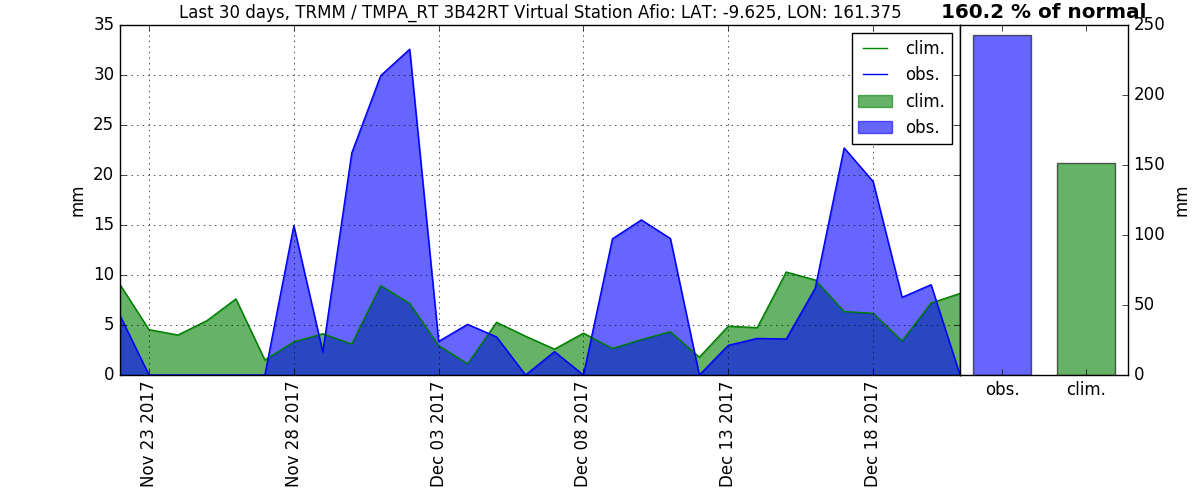 Last 30 days, TRMM / TMPA_RT 3B42RT Virtual Station Afio: LAT: -9.625, LON: 161.375
160.2 % of normal
35
30
25
20
15
10
5
0
mm
clim.
obs.
clim.
obs.
Nov 23 2017
Nov 28 2017
Dec 03 2017
Dec 08 2017
Dec 13 2017
Dec 18 2017
250
200
150
100
50
0
mm
obs.
clim.